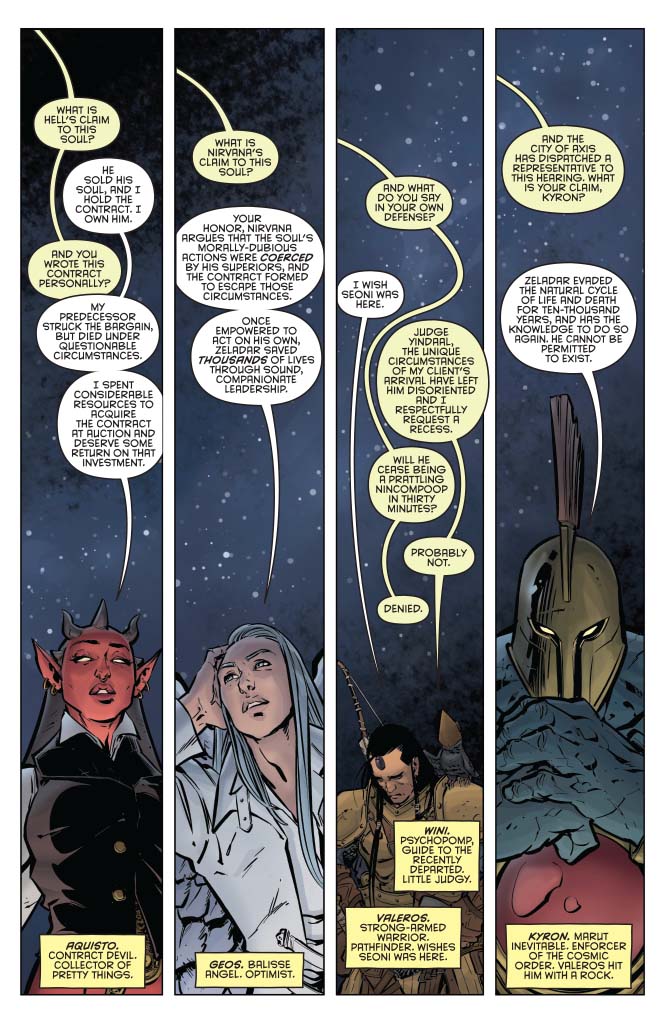 WHAT IS
HELL'S CLAIM
TO THIS
SOUL?
HE
SOLD HIS
SOUL, AND I
HOLD THE
CONTRACT. I
OWN HIM.
AND YOU
WROTE THIS
CONTRACT
PERSONALLY?
MY
PREDECESSOR
STRUCK THE BARGAIN,
BUT DIED UNDER
QUESTIONABLE
CIRCUMSTANCES.
I SPENT
CONSIDERABLE
RESOURCES TO
ACQUIRE
THE CONTRACT
AT AUCTION AND
DESERVE SOME
RETURN ON THAT
INVESTMENT.
AQUISTO.
CONTRACT DEVIL.
COLLECTOR OF
PRETTY THINGS.
WHAT IS
NIRVANA'S
CLAIM TO THIS
SOUL?
YOUR
HONOR, NIRVANA
ARGUES THAT THE SOUL'S
MORALLY-DUBIOUS
ACTIONS WERE COERCED
BY HIS SUPERIORS, AND
THE CONTRACT FORMED
TO ESCAPE THOSE
CIRCUMSTANCES.
ONCE
EMPOWERED TO
ACT ON HIS OWN,
ZELADAR SAVED
THOUSANDS OF LIVES
THROUGH SOUND,
COMPANIONATE
LEADERSHIP.
GEOS. BALISSE
ANGEL. OPTIMIST.
AND WHAT
DO YOU SAY
IN YOUR OWN
DEFENSE?
I WISH
SEONI WAS
HERE.
JUDGE
YINDAAL,
THE UNIQUE
CIRCUMSTANCES
OF MY CLIENT'S
ARRIVAL HAVE LEFT
HIM DISORIENTED
AND I
RESPECTFULLY
REQUEST A
RECESS.
WILL HE
CEASE BEING
A PRATTLING
NINCOMPOOP
IN THIRTY
MINUTES?
PROBABLY
NOT.
DENIED.
WINI.
PSYCHOPOMP,
GUIDE TO THE
RECENTLY
DEPARTED.
LITTLE JUDGY.
VALEROS.
STRONG-ARMED
WARRIOR.
PATHFINDER. WISHES
SEONI WAS HERE.
AND THE
CITY OF AXIS
HAS DISPATCHED A
REPRESENTATIVE TO
THIS HEARING. WHAT
IS YOUR CLAIM,
KYRON?
ZELADAR EVADED
THE NATURAL CYCLE
OF LIFE AND DEATH
FOR TEN-THOUSAND
YEARS, AND HAS THE
KNOWLEDGE TO DO SO
AGAIN. HE CANNOT BE
PERMITTED
TO EXIST.
KYRON. MARUT
INEVITABLE. ENFORCER
OF THE COSMIC
ORDER. VALEROS HIT
HIM WITH A ROCK.